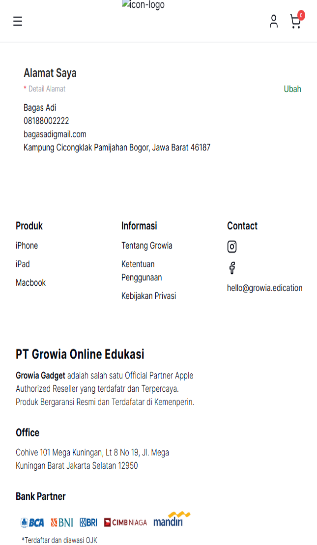 icon-logo
Alamat Saya
* Detail Alamat
Ubah
Bagas Adi
08188002222
bagasadigmail.com
Kampung Cicongklak Pamijahan Bogor, Jawa Barat 46187
Produk
iPhone
iPad
Macbook
Informasi
Tentang Growia
Ketentuan
Penggunaan
Kebijakan Privasi
Contact
hello@growia.edication
PT Growia Online Edukasi
Growia Gadget adalah salah satu Official Partner Apple
Authorized Reseller yang terdafatr dan Terpercaya.
Produk Bergaransi Resmi dan Terdafatar di Kemenperin.
Office
Cohive 101 Mega Kuningan, Lt 8 No 19, Jl. Mega
Kuningan Barat Jakarta Selatan 12950
Bank Partner
BCA BNI BRI CIMB NIAGA mandiri
*Terdaftar dan diawasi OJK